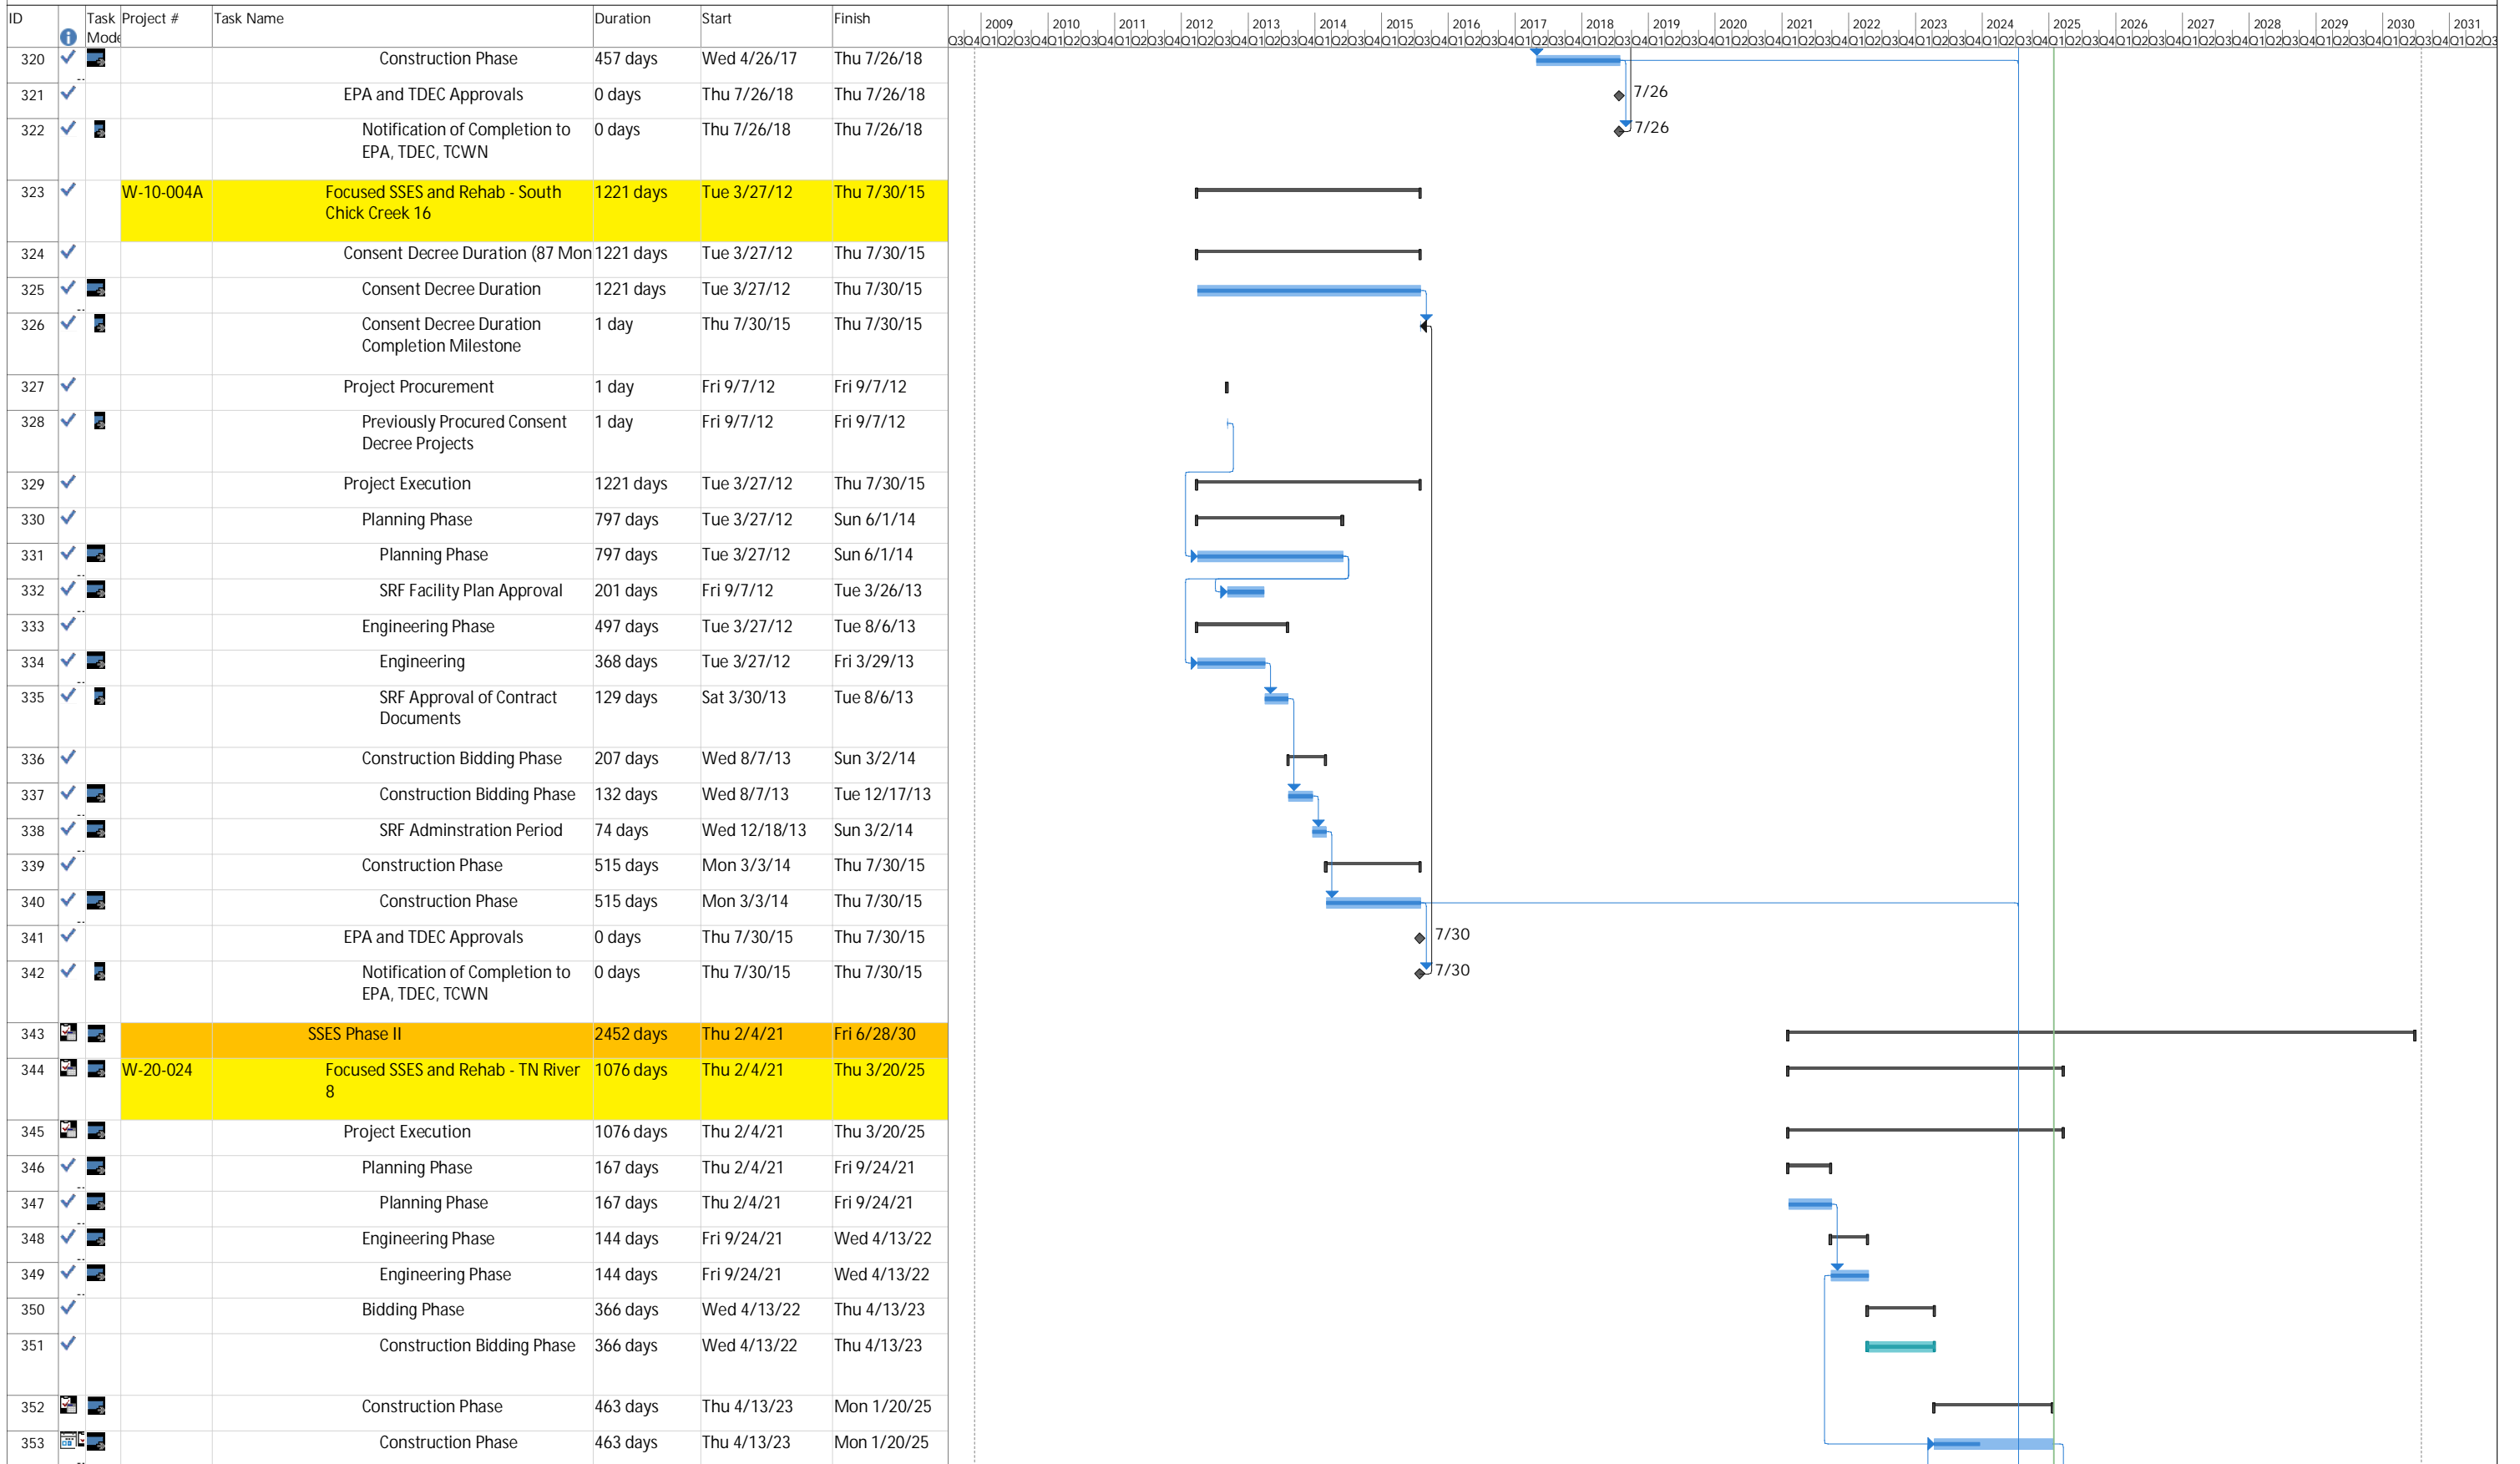 ID Task Mode Project # Task Name Duration Start Finish
2009 2010 2011 2012 2013 2014 2015 2016 2017 2018 2019 2020 2021 2022 2023 2024 2025 2026 2027 2028 2029 2030 2031
Q3Q4Q1Q2Q3Q4Q1Q2Q3Q4Q1Q2Q3Q4Q1Q2Q3Q4Q1Q2Q3Q4Q1Q2Q3Q4Q1Q2Q3Q4Q1Q2Q3Q4Q1Q2Q3Q4Q1Q2Q3Q4Q1Q2Q3Q4Q1Q2Q3Q4Q1Q2Q3Q4Q1Q2Q3Q4Q1Q2Q3Q4Q1Q2Q3Q4Q1Q2Q3Q4Q1Q2Q3Q4Q1Q2Q3Q4Q1Q2Q3Q4Q1Q2Q3Q4Q1Q2Q3Q4Q1Q2Q3
320 Construction Phase 457 days Wed 4/26/17 Thu 7/26/18
321 EPA and TDEC Approvals 0 days Thu 7/26/18 Thu 7/26/18 7/26
322 Notification of Completion to 0 days Thu 7/26/18 Thu 7/26/18 7/26
EPA, TDEC, TCWN
323 W-10-004A Focused SSES and Rehab - South 1221 days Tue 3/27/12 Thu 7/30/15
Chick Creek 16
324 Consent Decree Duration (87 Mon 1221 days Tue 3/27/12 Thu 7/30/15
325 Consent Decree Duration 1221 days Tue 3/27/12 Thu 7/30/15
326 Consent Decree Duration 1 day Thu 7/30/15 Thu 7/30/15
Completion Milestone
327 Project Procurement 1 day Fri 9/7/12 Fri 9/7/12
328 Previously Procured Consent 1 day Fri 9/7/12 Fri 9/7/12
Decree Projects
329 Project Execution 1221 days Tue 3/27/12 Thu 7/30/15
330 Planning Phase 797 days Tue 3/27/12 Sun 6/1/14
331 Planning Phase 797 days Tue 3/27/12 Sun 6/1/14
332 SRF Facility Plan Approval 201 days Fri 9/7/12 Tue 3/26/13
333 Engineering Phase 497 days Tue 3/27/12 Tue 8/6/13
334 Engineering 368 days Tue 3/27/12 Fri 3/29/13
335 SRF Approval of Contract 129 days Sat 3/30/13 Tue 8/6/13
Documents
336 Construction Bidding Phase 207 days Wed 8/7/13 Sun 3/2/14
337 Construction Bidding Phase 132 days Wed 8/7/13 Tue 12/17/13
338 SRF Adminstration Period 74 days Wed 12/18/13 Sun 3/2/14
339 Construction Phase 515 days Mon 3/3/14 Thu 7/30/15
340 Construction Phase 515 days Mon 3/3/14 Thu 7/30/15
341 EPA and TDEC Approvals 0 days Thu 7/30/15 Thu 7/30/15 7/30
342 Notification of Completion to 0 days Thu 7/30/15 Thu 7/30/15 7/30
EPA, TDEC, TCWN
343 SSES Phase II 2452 days Thu 2/4/21 Fri 6/28/30
344 W-20-024 Focused SSES and Rehab - TN River 1076 days Thu 2/4/21 Thu 3/20/25
8
345 Project Execution 1076 days Thu 2/4/21 Thu 3/20/25
346 Planning Phase 167 days Thu 2/4/21 Fri 9/24/21
347 Planning Phase 167 days Thu 2/4/21 Fri 9/24/21
348 Engineering Phase 144 days Fri 9/24/21 Wed 4/13/22
349 Engineering Phase 144 days Fri 9/24/21 Wed 4/13/22
350 Bidding Phase 366 days Wed 4/13/22 Thu 4/13/23
351 Construction Bidding Phase 366 days Wed 4/13/22 Thu 4/13/23
352 Construction Phase 463 days Thu 4/13/23 Mon 1/20/25
353 Construction Phase 463 days Thu 4/13/23 Mon 1/20/25